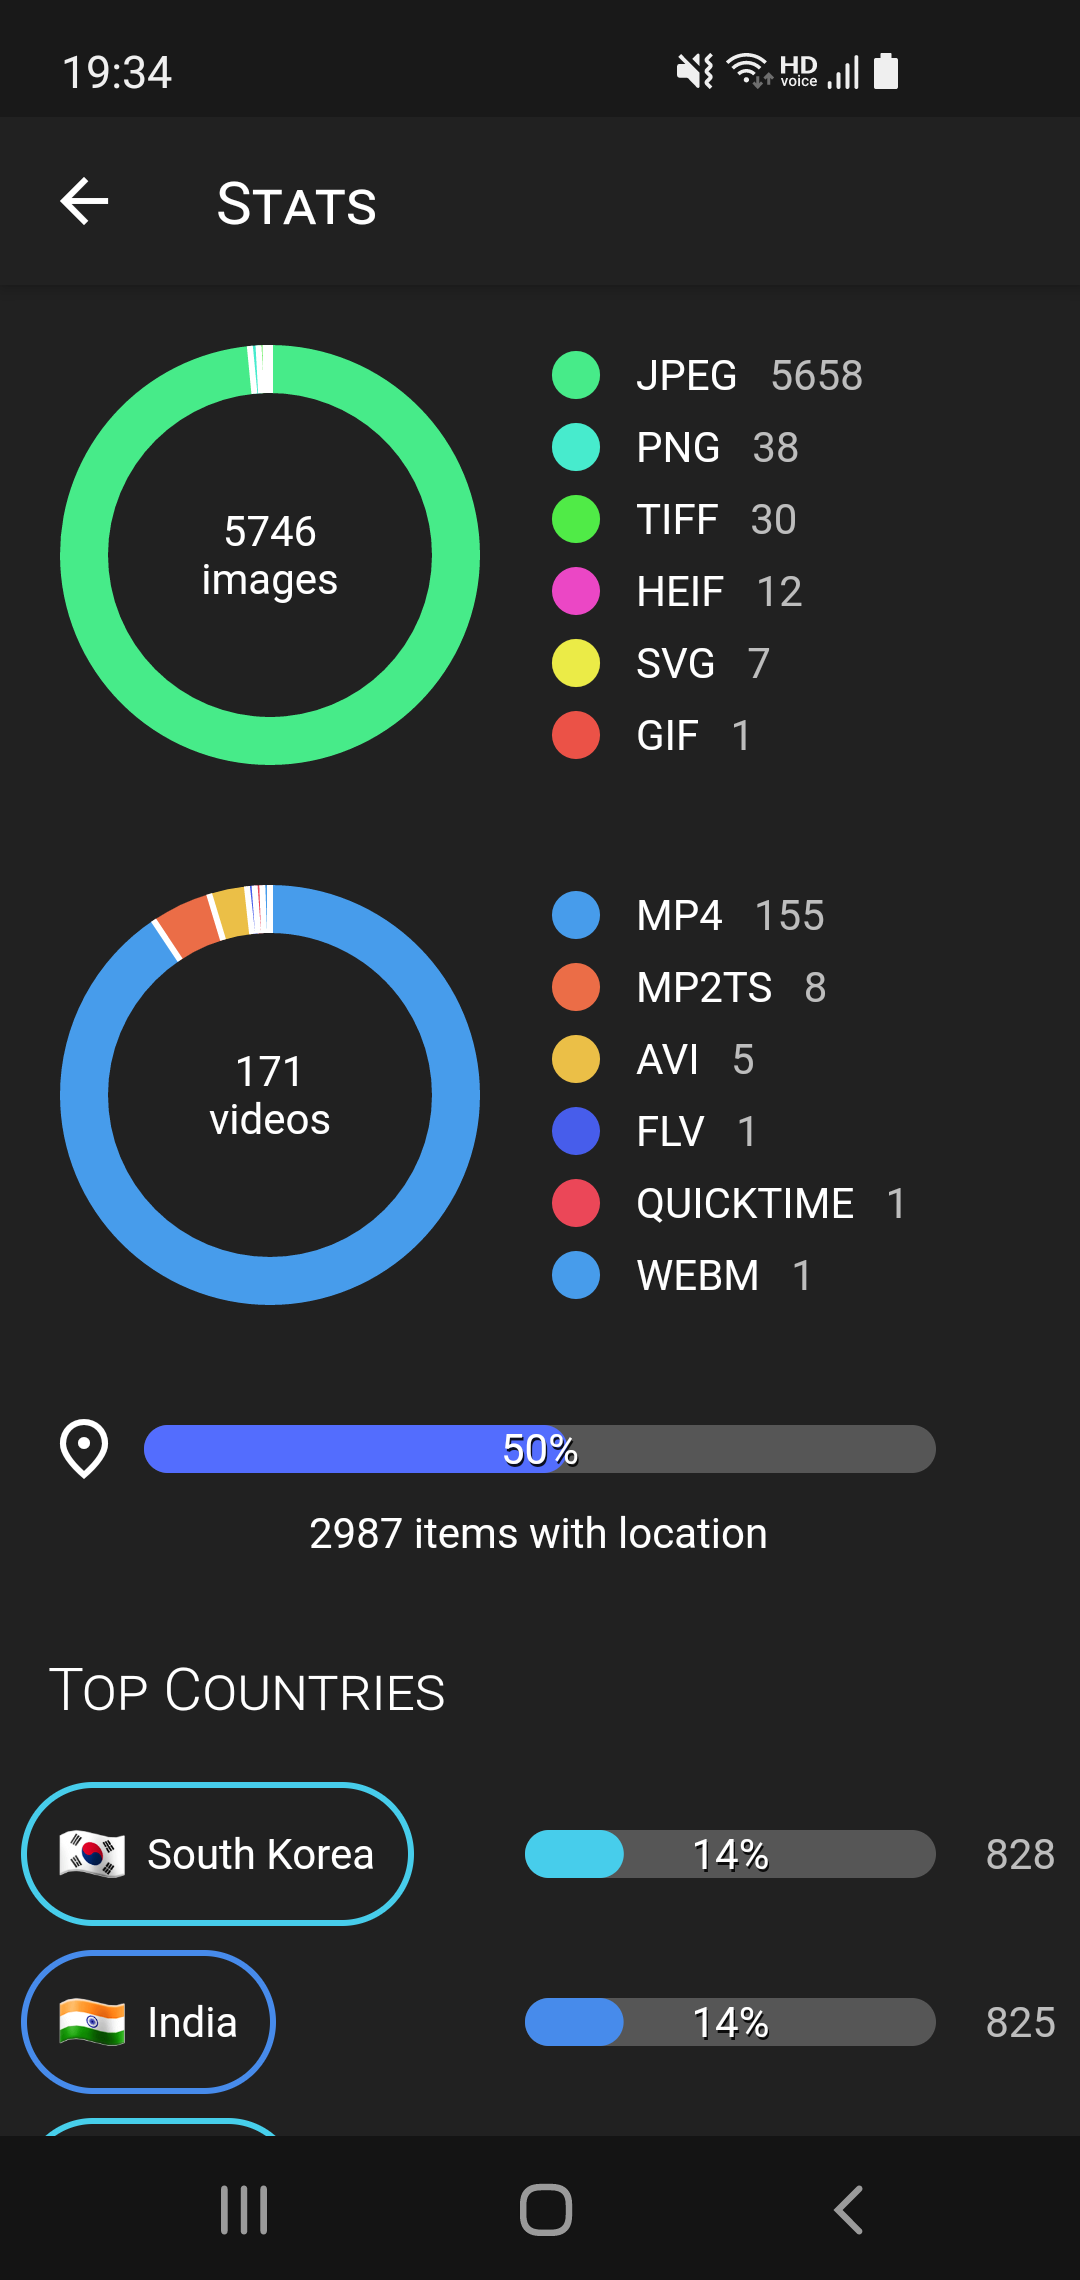 19:34
HD voice
STATS
5746
images
JPEG 5658
PNG 38
TIFF 30
HEIF 12
SVG 7
GIF 1
171
videos
MP4 155
MP2TS 8
AVI 5
FLV 1
QUICKTIME 1
WEBM 1
50%
2987 items with location
TOP COUNTRIES
South Korea 14% 828
India 14% 825